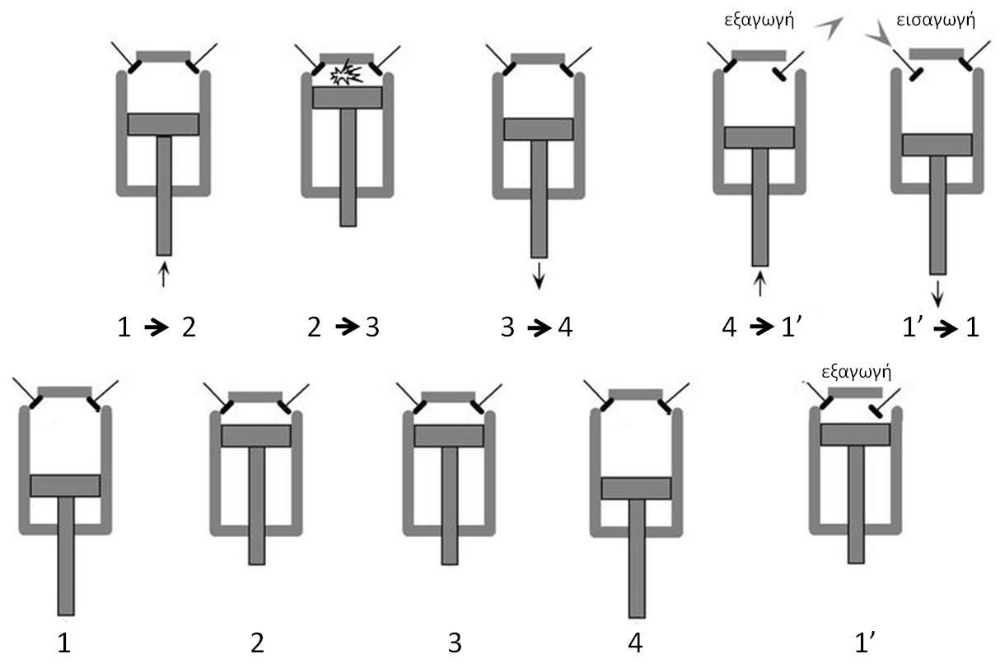 εξαγωγή εισαγωγή
1 → 2 2 → 3 3 → 4 4 → 1’ 1’ → 1
εξαγωγή
1 2 3 4 1’